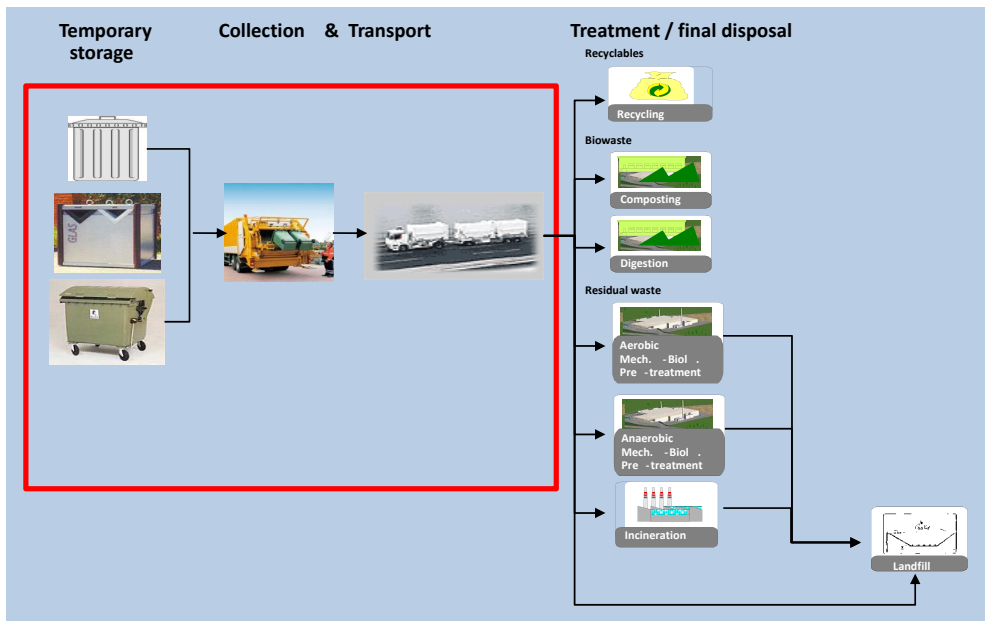 Temporary
storage
Collection & Transport
Treatment / final disposal
Recyclables
Recycling
Biowaste
Composting
Digestion
Residual waste
Aerobic
Mech. -Biol .
Pre -treatment
Anaerobic
Mech. -Biol .
Pre -treatment
Incineration
Landfill
GLAS